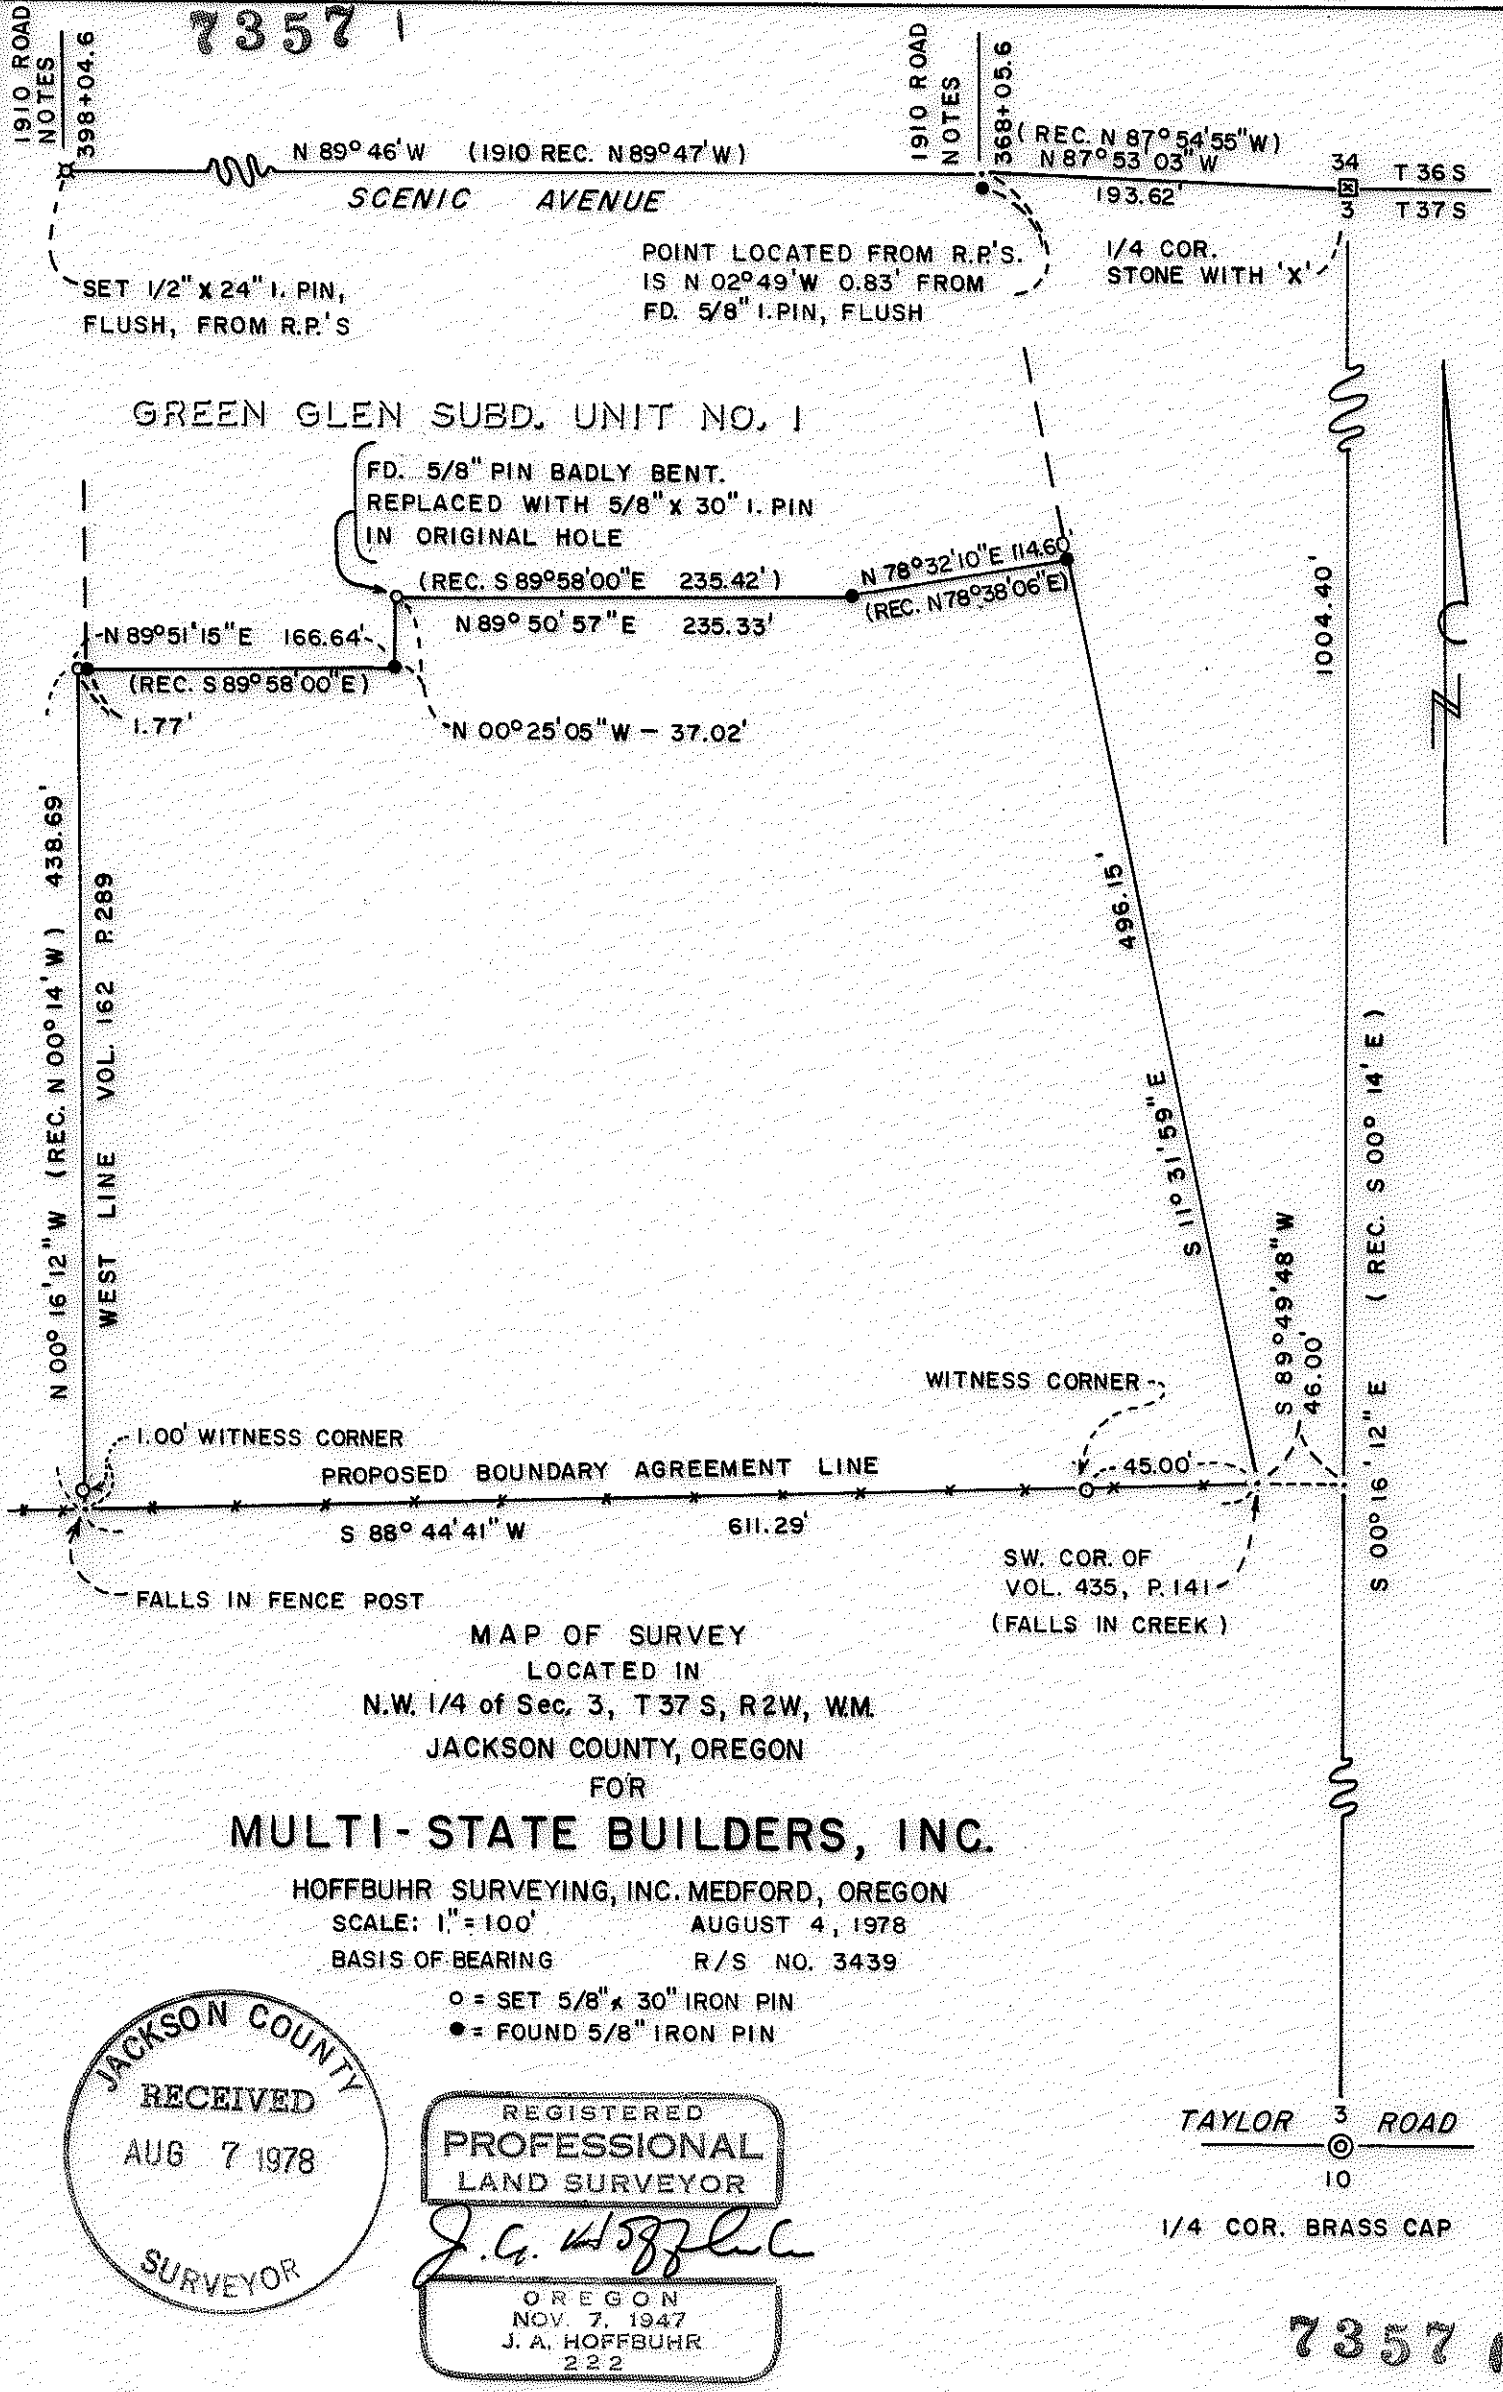 7357 1
1910 ROAD
NOTES
398+04.6
1910 ROAD
NOTES
368+05.6
N 89° 46' W (1910 REC. N 89° 47' W)
(REC. N 87° 54' 55" W)
N 87° 53 03" W
193.62'
34
3
T 36 S
T 37 S
SCENIC AVENUE
SET 1/2" X 24" I. PIN,
FLUSH, FROM R.P.'S
POINT LOCATED FROM R.P.'S.
IS N 02° 49' W 0.83' FROM
FD. 5/8" I. PIN, FLUSH
1/4 COR.
STONE WITH 'X'
GREEN GLEN SUBD. UNIT NO. 1
FD. 5/8" PIN BADLY BENT.
REPLACED WITH 5/8" X 30" I. PIN
IN ORIGINAL HOLE
(REC. S 89° 58' 00" E 235.42')
N 89° 50' 57" E 235.33'
N 78° 32' 10" E 114.60'
(REC. N 78° 38' 06" E)
N 89° 51' 15" E 166.64'
(REC. S 89° 58' 00" E)
1.77'
N 00° 25' 05" W - 37.02'
1004.40'
N 00° 16' 12" W (REC. N 00° 14' W) 438.69'
WEST LINE VOL. 162 P. 289
496.15'
S 11° 31' 59" E
S 89° 49' 48" W
46.00'
S 00° 16' 12" E (REC. S 00° 14' E)
WITNESS CORNER
1.00' WITNESS CORNER
45.00'
PROPOSED BOUNDARY AGREEMENT LINE
S 88° 44' 41" W 611.29'
FALLS IN FENCE POST
SW. COR. OF
VOL. 435, P. 141
(FALLS IN CREEK)
MAP OF SURVEY
LOCATED IN
N.W. 1/4 of Sec. 3, T 37 S, R 2 W, W.M.
JACKSON COUNTY, OREGON
FOR
MULTI-STATE BUILDERS, INC.
HOFFBUHR SURVEYING, INC. MEDFORD, OREGON
SCALE: 1" = 100' AUGUST 4, 1978
BASIS OF BEARING R/S NO. 3439
o = SET 5/8" x 30" IRON PIN
● = FOUND 5/8" IRON PIN
JACKSON COUNTY
RECEIVED
AUG 7 1978
SURVEYOR
REGISTERED
PROFESSIONAL
LAND SURVEYOR
J. A. Hoffbuhr
OREGON
NOV. 7, 1947
J. A. HOFFBUHR
222
TAYLOR ROAD
3
10
1/4 COR. BRASS CAP
7357